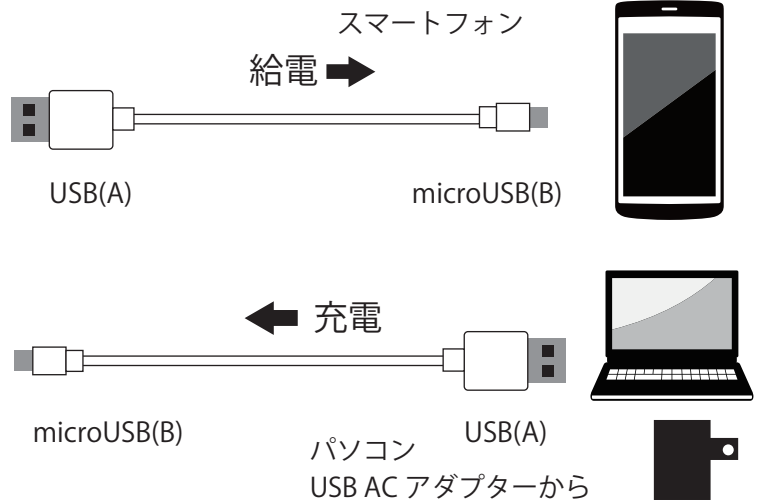 スマートフォン
給電
USB(A)
microUSB(B)
充電
microUSB(B)
USB(A)
パソコン
USB AC アダプターから